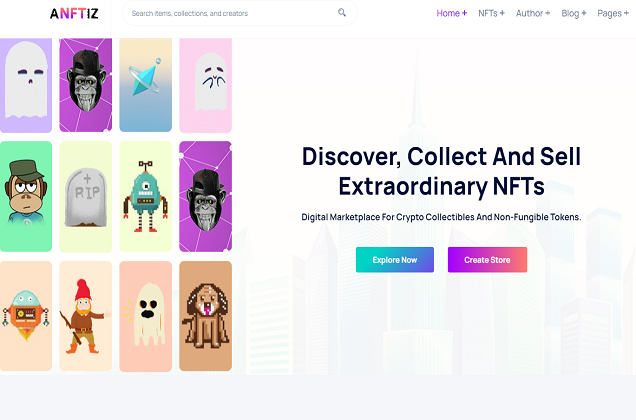 ANFTIZ
Search items, collections, and creators
Home +
NFTs +
Author +
Blog +
Pages +
RIP
Discover, Collect And Sell
Extraordinary NFTs
Digital Marketplace For Crypto Collectibles And Non-Fungible Tokens.
Explore Now
Create Store